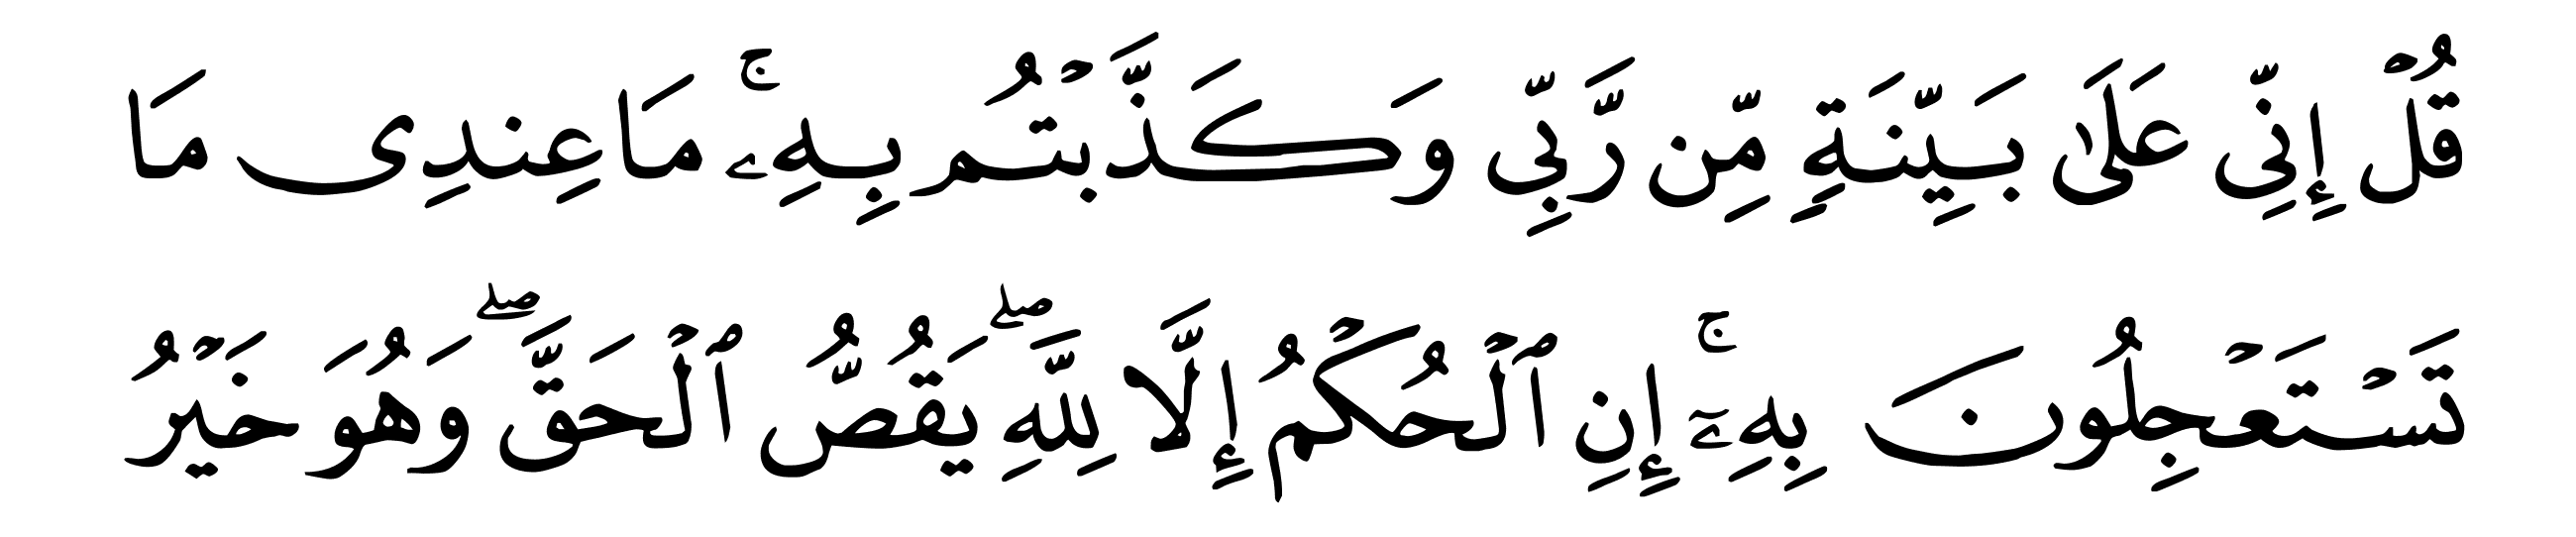 قُلۡ إِنِّى عَلَىٰ بَيِّنَةٍ مِّن رَّبِّى وَكَذَّبۡتُم بِهِۦۚ مَا عِندِى مَا
تَسۡتَعۡجِلُونَ بِهِۦٓۚ إِنِ ٱلۡحُكۡمُ إِلَّا لِلَّهِۖ يَقُصُّ ٱلۡحَقَّۖ وَهُوَ خَيۡرُ